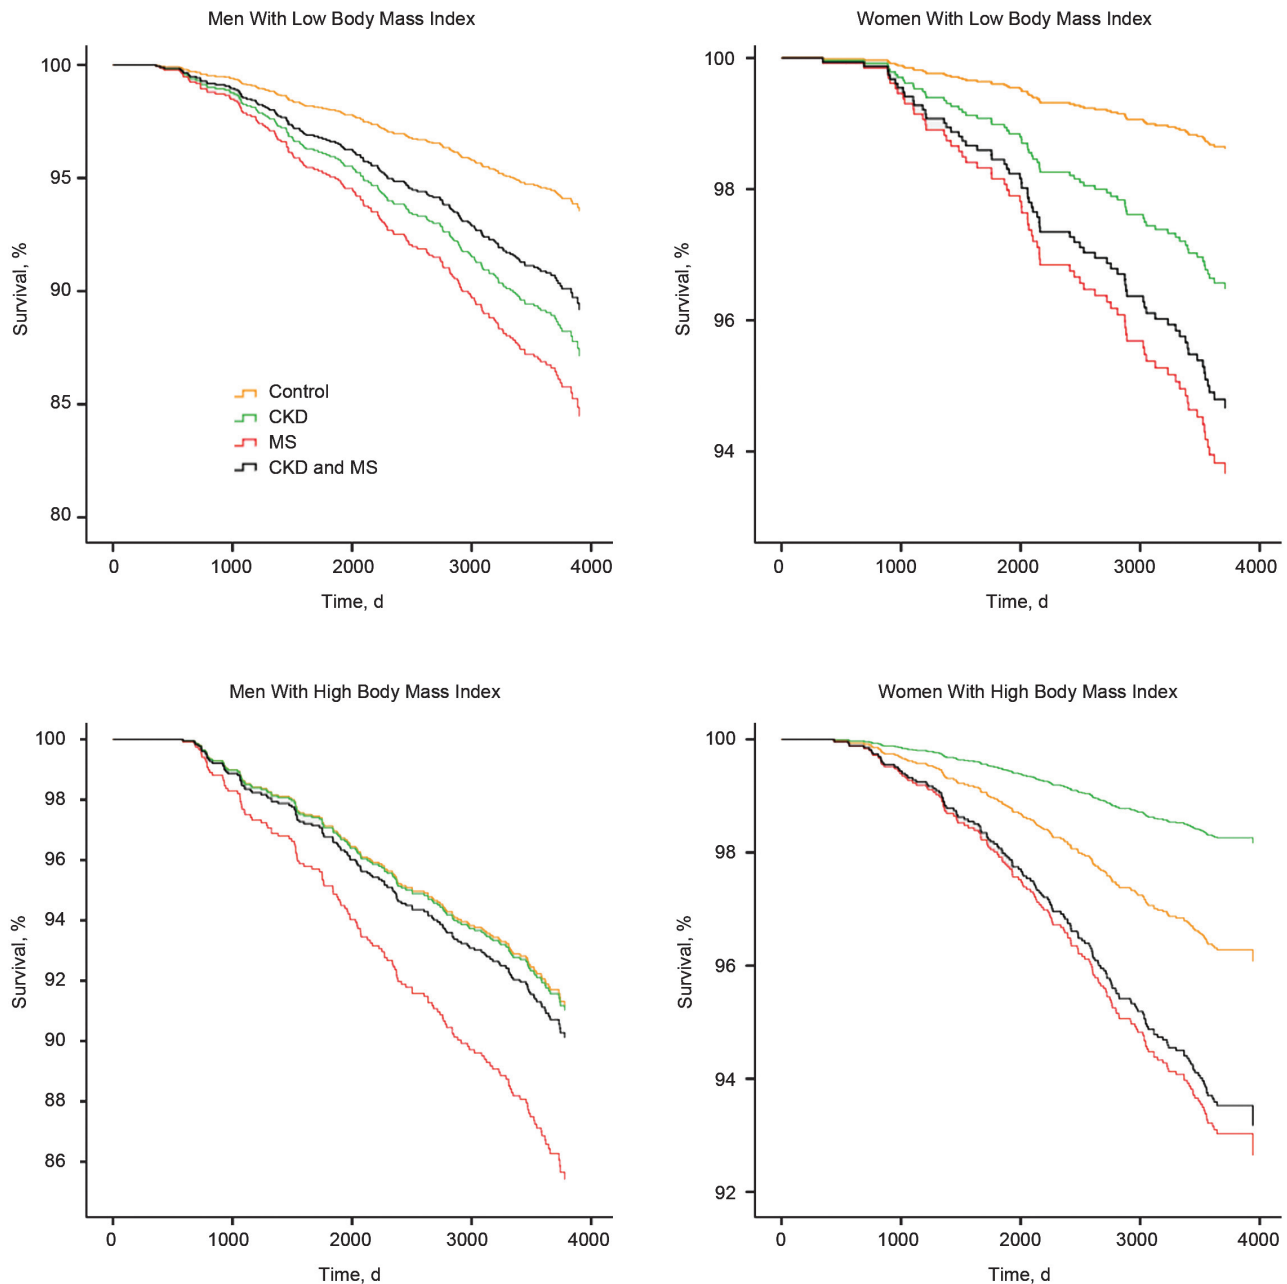 Men With Low Body Mass Index
100
95
90
85
80
Survival, %
Control
CKD
MS
CKD and MS
0 1000 2000 3000 4000
Time, d
Women With Low Body Mass Index
100
98
96
94
Survival, %
0 1000 2000 3000 4000
Time, d
Men With High Body Mass Index
100
98
96
94
92
90
88
86
Survival, %
0 1000 2000 3000 4000
Time, d
Women With High Body Mass Index
100
98
96
94
92
Survival, %
0 1000 2000 3000 4000
Time, d